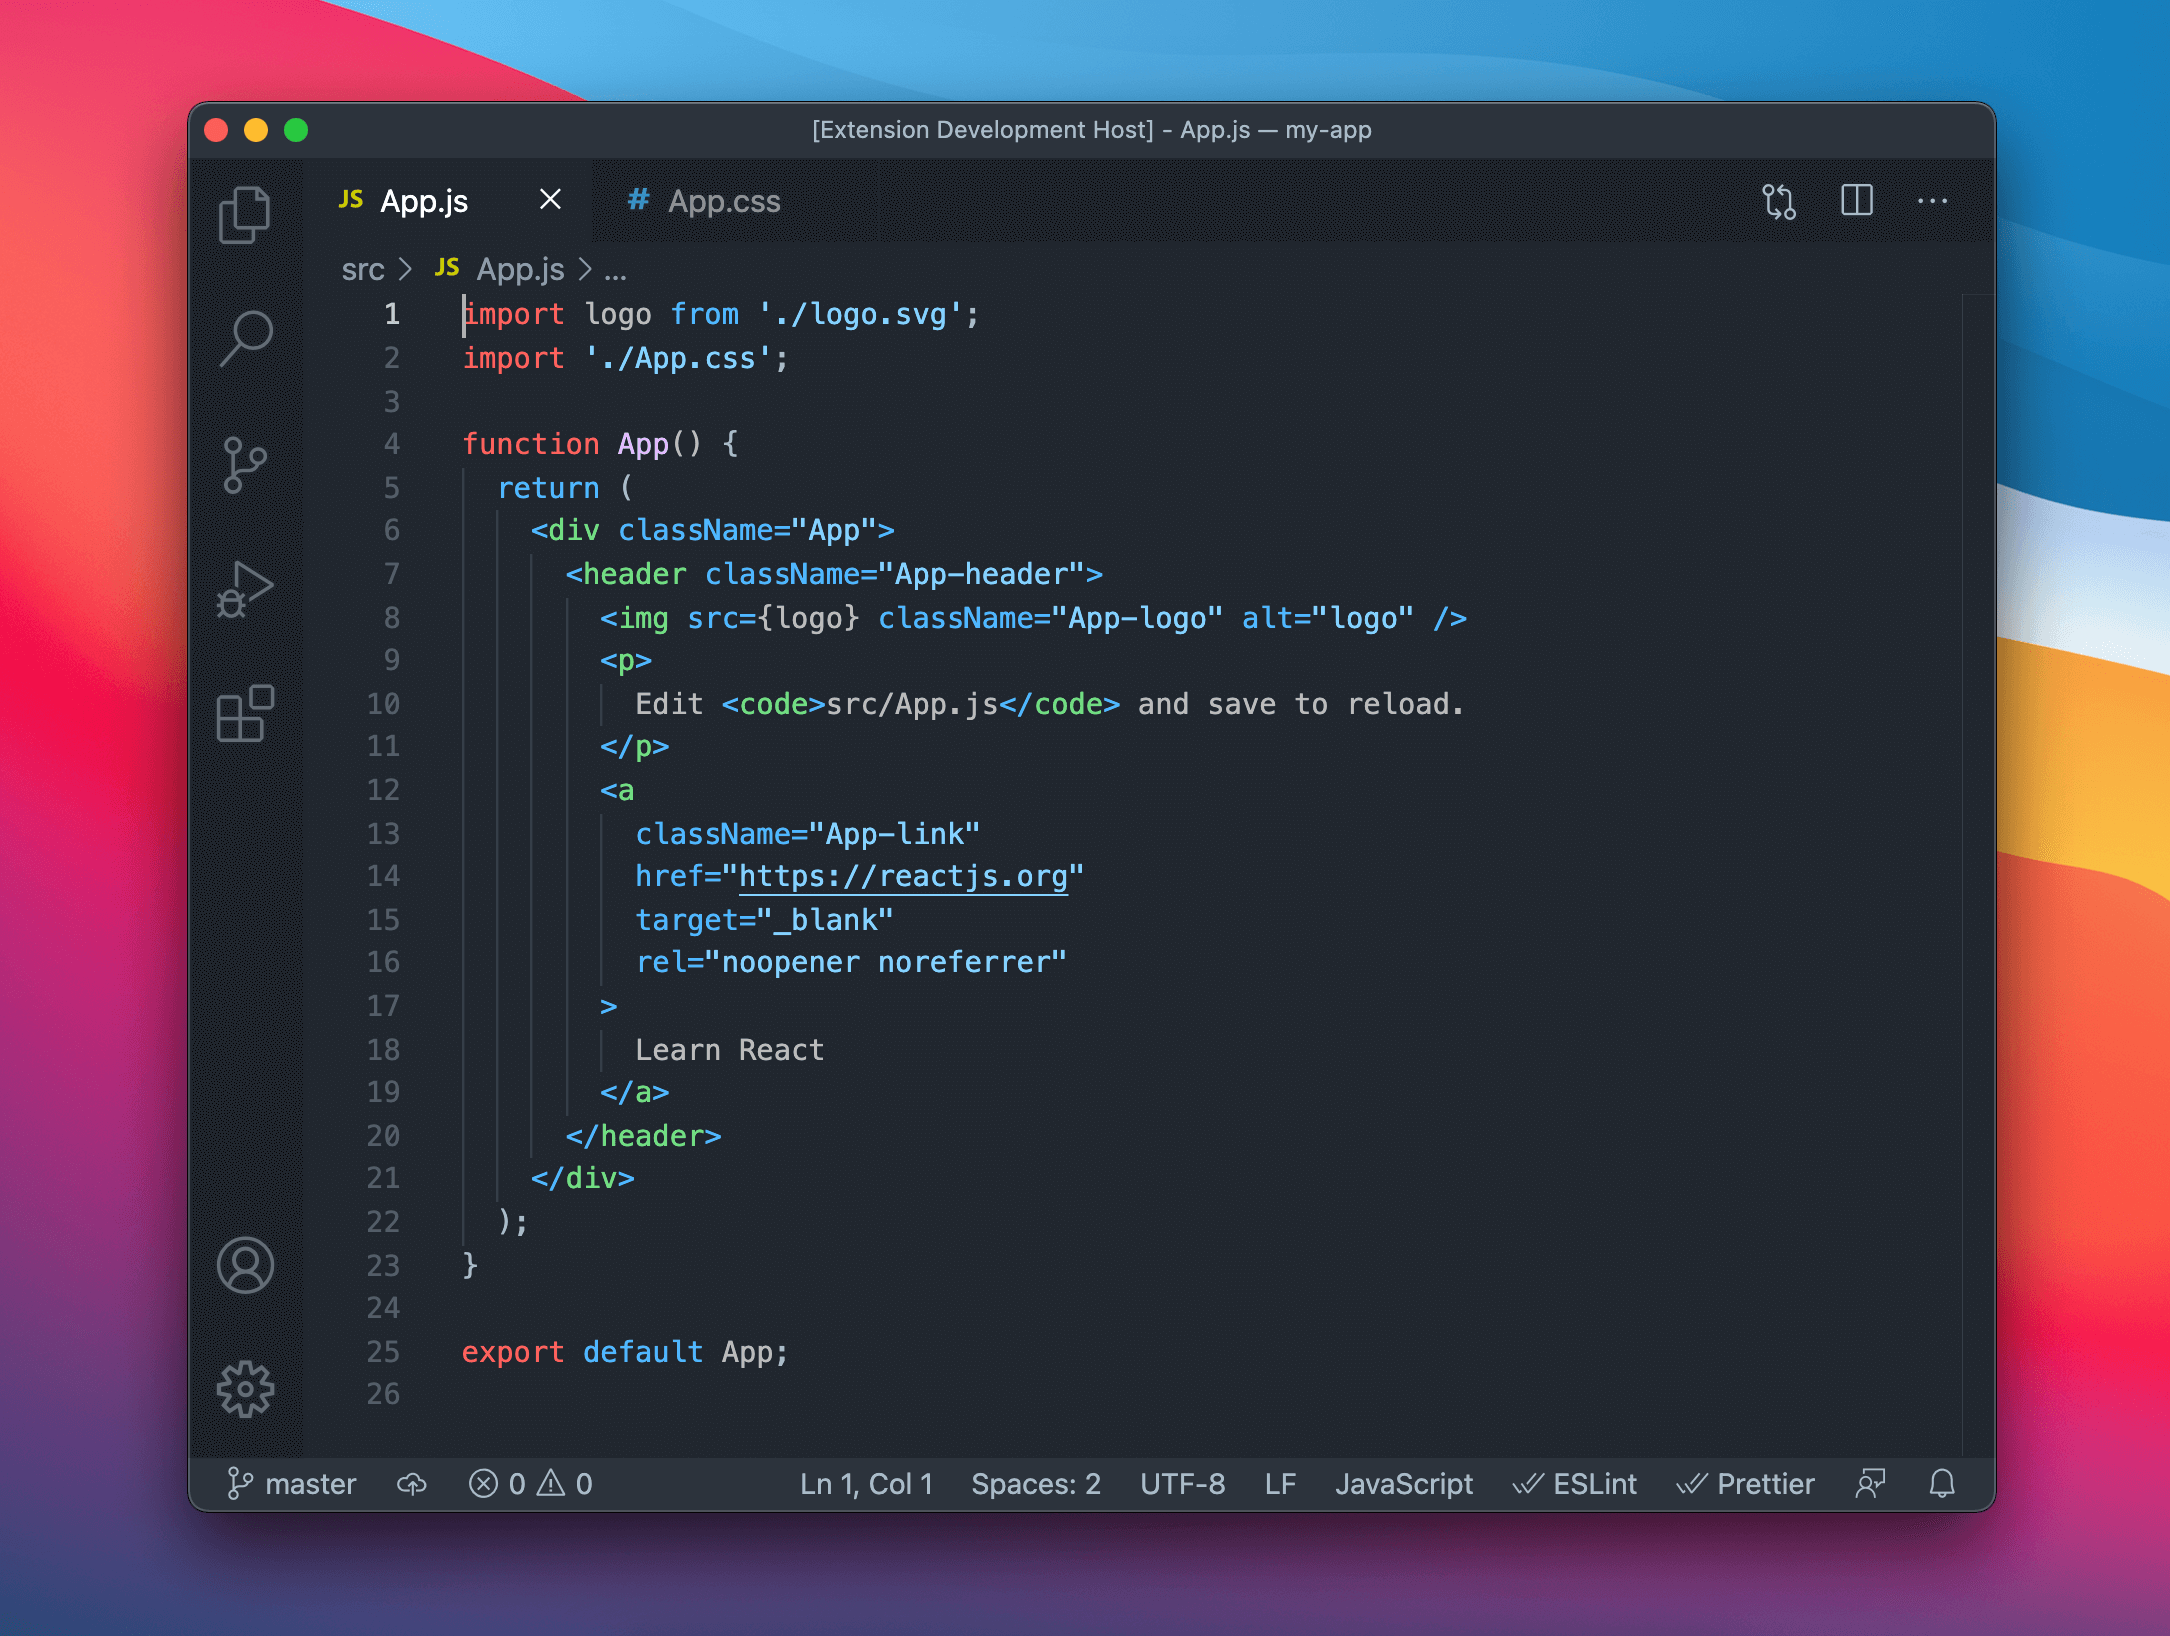 [Extension Development Host] - App.js — my-app
JS App.js # App.css
src > JS App.js > ...
1 import logo from './logo.svg';
2 import './App.css';
3
4 function App() {
5   return (
6     <div className="App">
7       <header className="App-header">
8         <img src={logo} className="App-logo" alt="logo" />
9         <p>
10           Edit <code>src/App.js</code> and save to reload.
11         </p>
12         <a
13           className="App-link"
14           href="https://reactjs.org"
15           target="_blank"
16           rel="noopener noreferrer"
17         >
18           Learn React
19         </a>
20       </header>
21     </div>
22   );
23 }
24
25 export default App;
26
master 0 0 Ln 1, Col 1 Spaces: 2 UTF-8 LF JavaScript ESLint Prettier